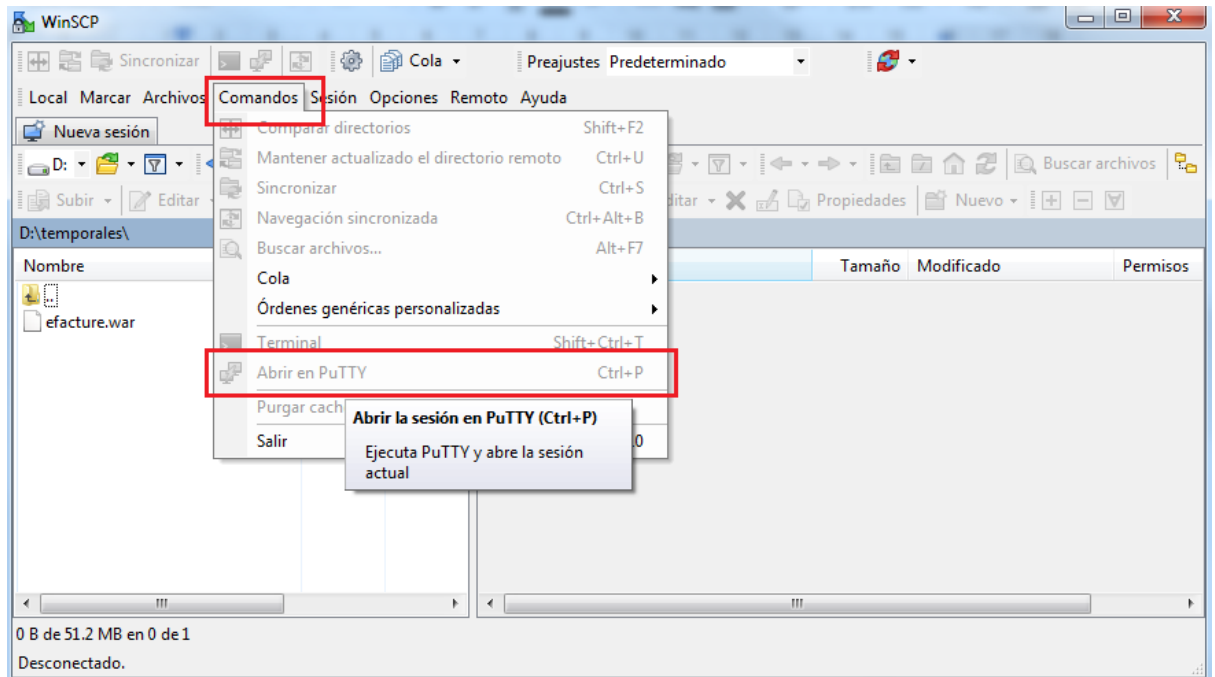 WinSCP
Sincronizar Cola Preajustes Predeterminado
Local Marcar Archivos Comandos Sesión Opciones Remoto Ayuda
Nueva sesión
Comparar directorios Shift+F2
D: Mantener actualizado el directorio remoto Ctrl+U Buscar archivos
Subir Editar Sincronizar Ctrl+S ditar Propiedades Nuevo
Navegación sincronizada Ctrl+Alt+B
D:\temporales\
Buscar archivos... Alt+F7
Nombre Tamaño Modificado Permisos
Cola
..
Órdenes genéricas personalizadas
efacture.war
Terminal Shift+Ctrl+T
Abrir en PuTTY Ctrl+P
Purgar cach
Abrir la sesión en PuTTY (Ctrl+P)
Salir 0
Ejecuta PuTTY y abre la sesión
actual
0 B de 51.2 MB en 0 de 1
Desconectado.